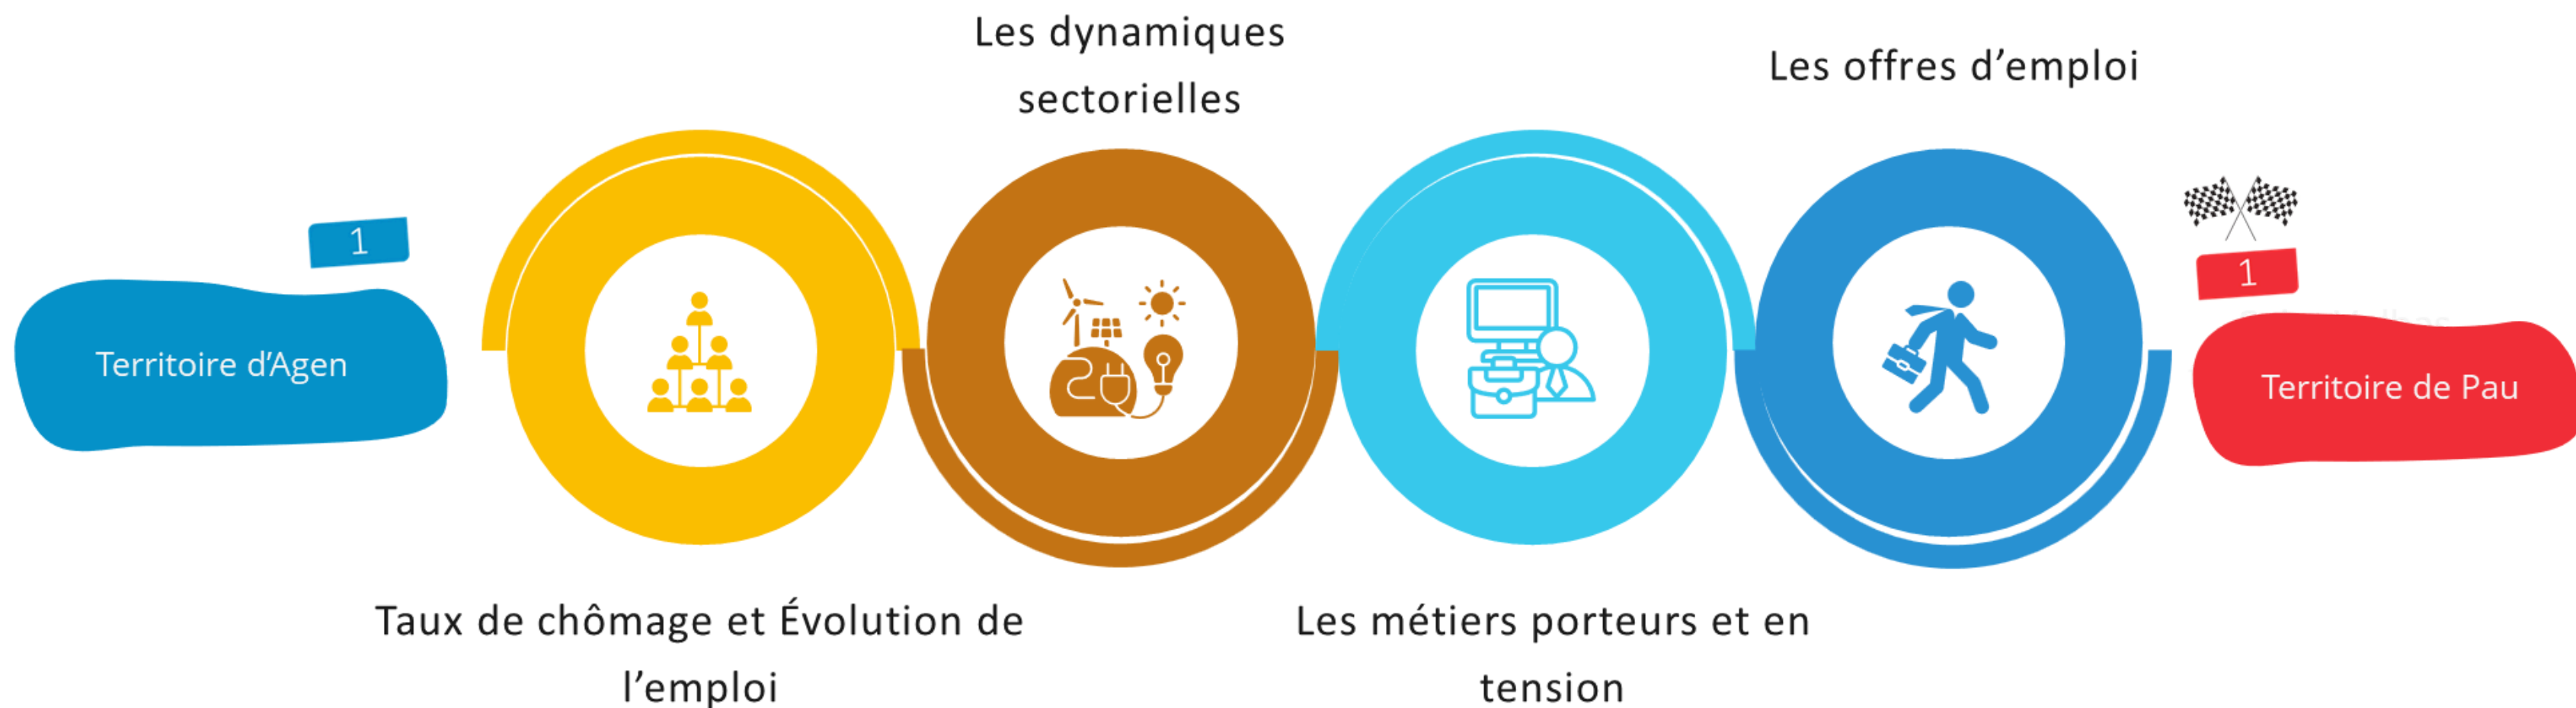 Les dynamiques
sectorielles
Les offres d’emploi
1
Territoire d’Agen
1
Territoire de Pau
Taux de chômage et Évolution de
l’emploi
Les métiers porteurs et en
tension